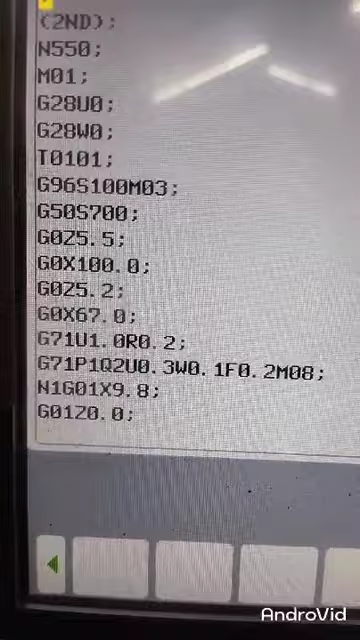 (2ND);
N550;
M01;
G28U0;
G28W0;
T0101;
G96S100M03;
G50S700;
G0Z5.5;
G0X100.0;
G0Z5.2;
G0X67.0;
G71U1.0R0.2;
G71P1Q2U0.3W0.1F0.2M08;
N1G01X9.8;
G01Z0.0;
AndroVid